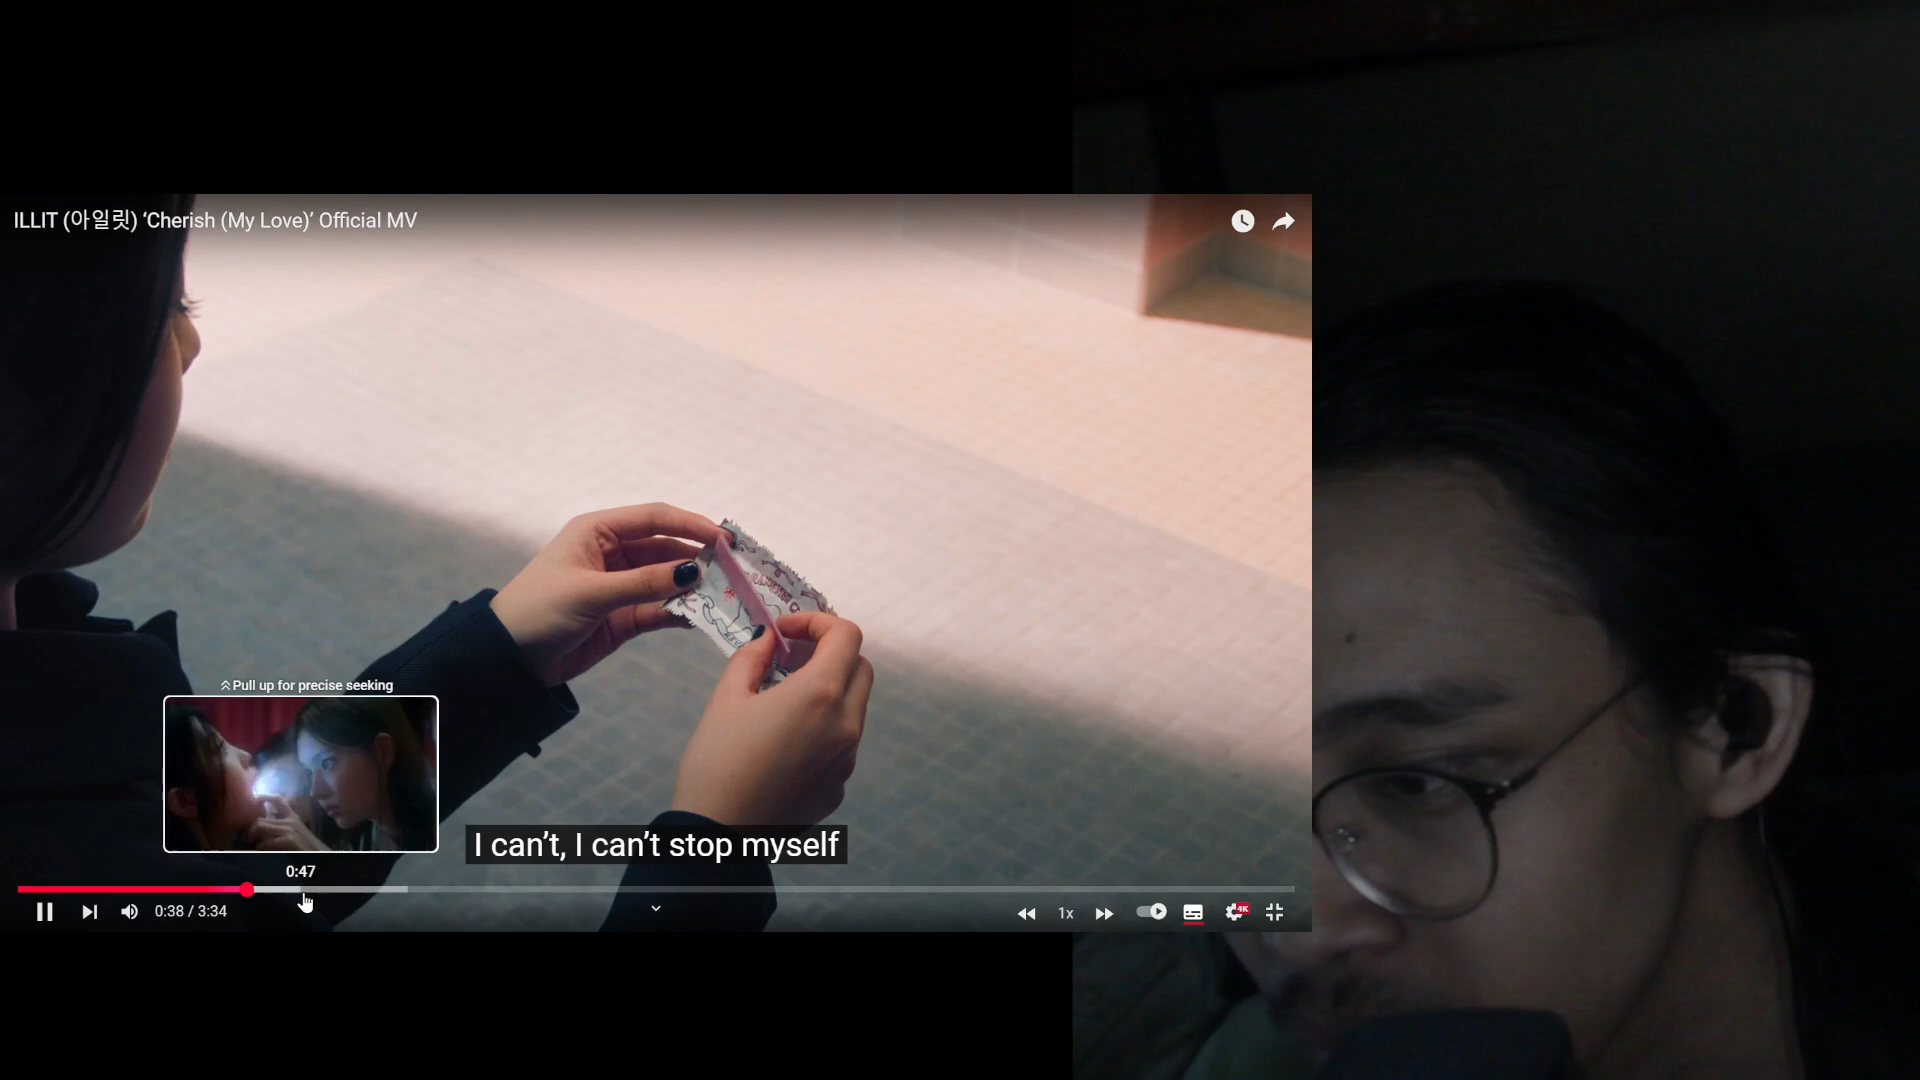 ILLIT (아일릿) ‘Cherish (My Love)’ Official MV
Pull up for precise seeking
I can’t, I can’t stop myself
0:47
0:38 / 3:34
1x
4K